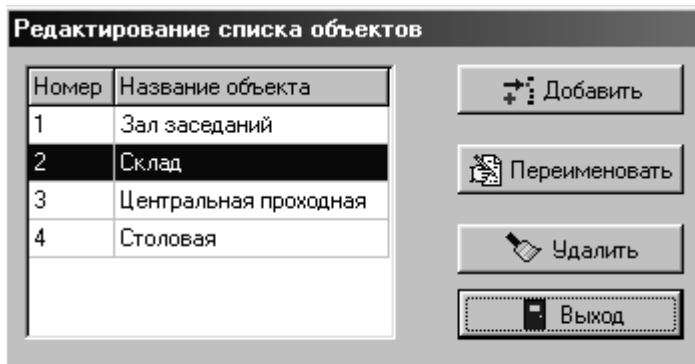 Редактирование списка объектов
Номер Название объекта
1 Зал заседаний
2 Склад
3 Центральная проходная
4 Столовая
Добавить
Переименовать
Удалить
Выход